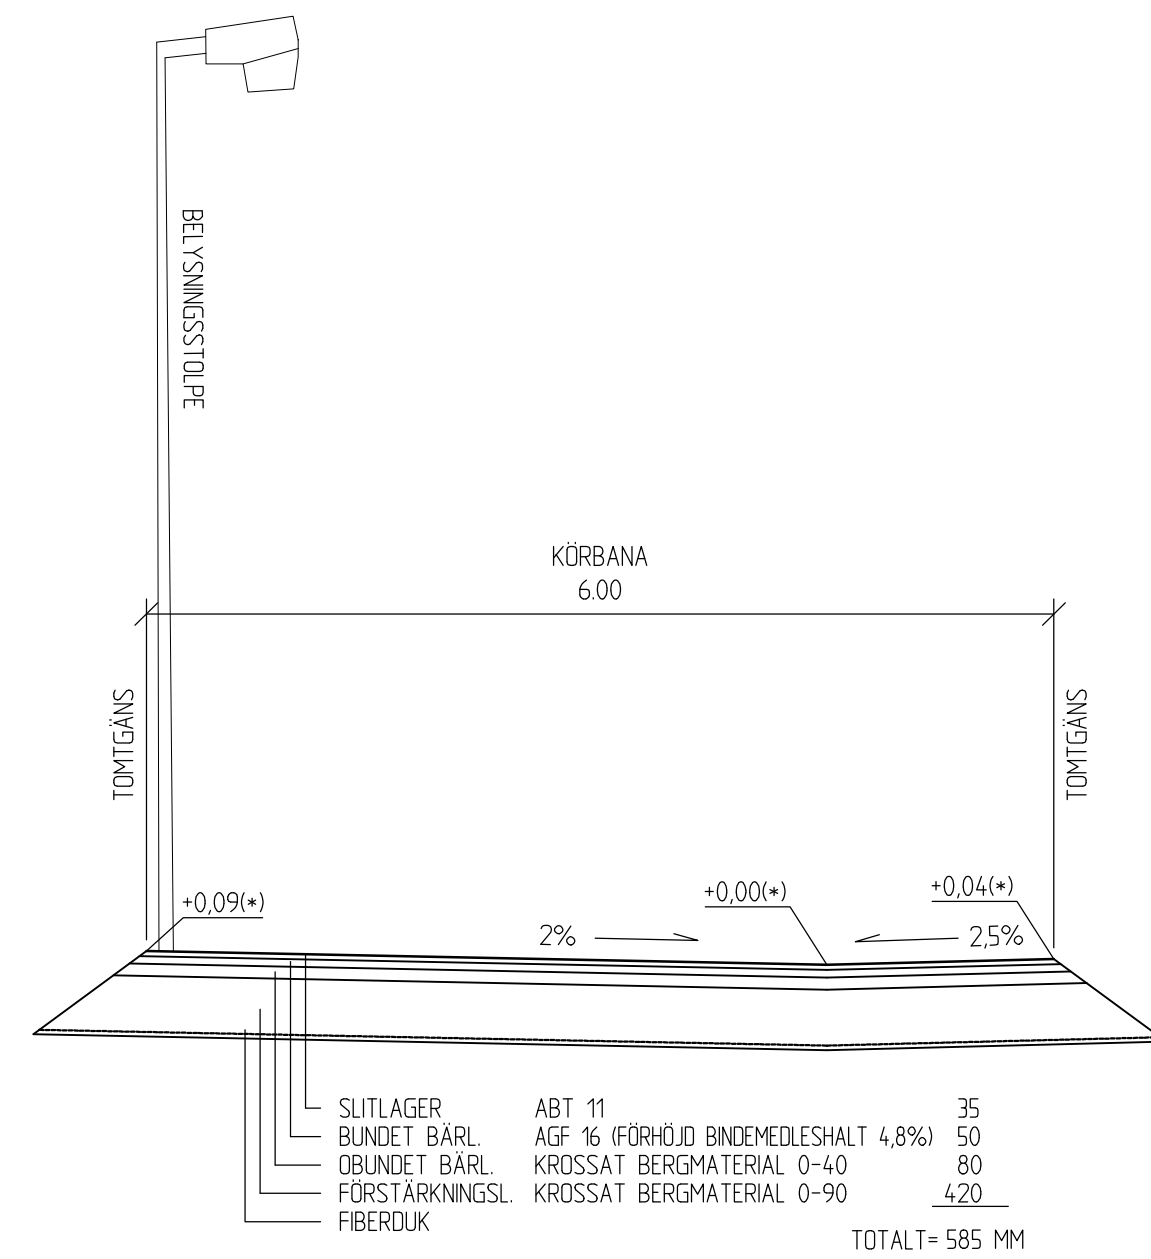 BELYSNINGSSTOLPE
KÖRBANA
6.00
TOMTGÄNS
TOMTGÄNS
+0,09(*)
+0,00(*)
+0,04(*)
2%
2,5%
SLITLAGER ABT 11 35
BUNDET BÄRL. AGF 16 (FÖRHÖJD BINDEMEDLESHALT 4,8%) 50
OBUNDET BÄRL. KROSSAT BERGMATERIAL 0-40 80
FÖRSTÄRKNINGSL. KROSSAT BERGMATERIAL 0-90 420
FIBERDUK
TOTALT= 585 MM